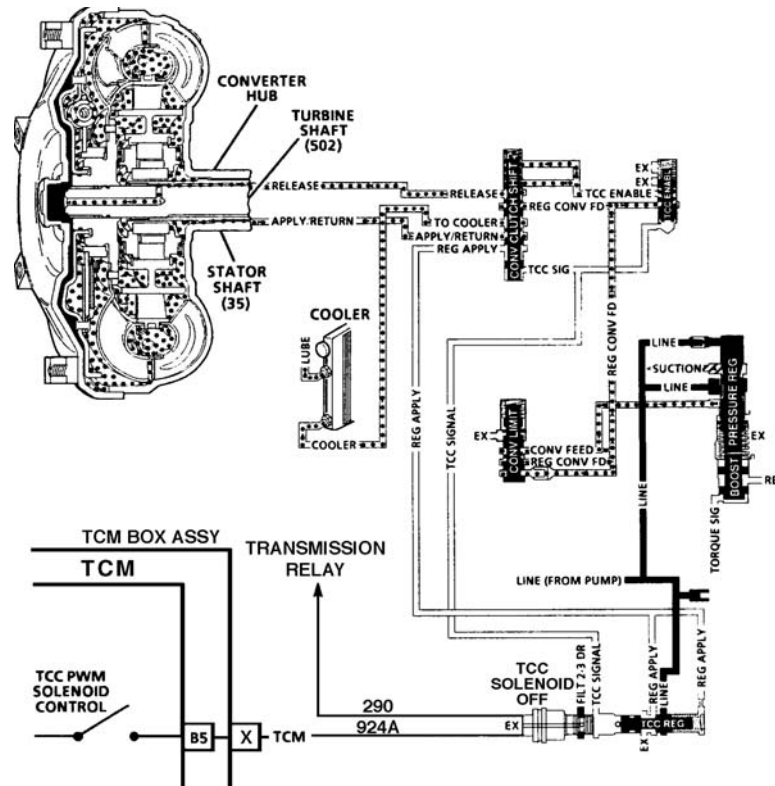 CONVERTER
HUB
TURBINE
SHAFT
(502)
RELEASE
APPLY/RETURN
STATOR
SHAFT
(35)
RELEASE
TO COOLER
APPLY/RETURN
REG APPLY
CONV CLUTCH SHIFT
TCC ENABLE
REG CONV FD
TCC SIG
EX
EX
TCC ENABL
COOLER
LUBE
COOLER
REG APPLY
TCC SIGNAL
REG CONV FD
LINE
SUCTION
LINE
BOOST
PRESSURE REG
EX
RE
TORQUE SIG
EX
CONV LIMIT
CONV FEED
REG CONV FD
LINE
LINE (FROM PUMP)
TCM BOX ASSY
TCM
TRANSMISSION
RELAY
TCC PWM
SOLENOID
CONTROL
B5
X
TCM
290
924A
TCC
SOLENOID
OFF
EX
FILT 2-3 DR
TCC SIGNAL
REG APPLY
LINE
REG APPLY
EX
TCC REG